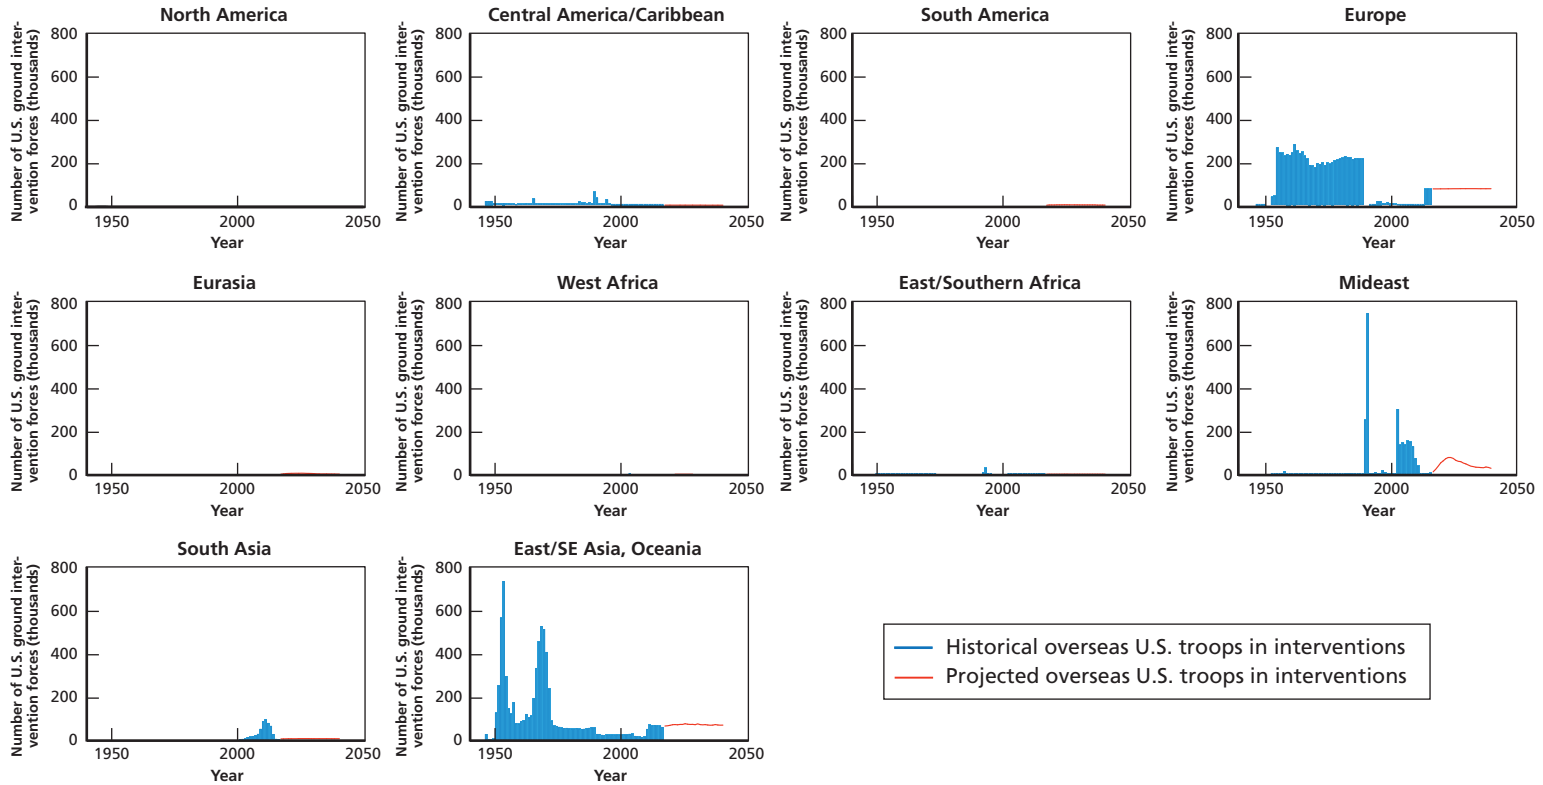 North America
Number of U.S. ground inter-
vention forces (thousands)
800
600
400
200
0
1950 2000 2050
Year
Central America/Caribbean
Number of U.S. ground inter-
vention forces (thousands)
800
600
400
200
0
1950 2000 2050
Year
South America
Number of U.S. ground inter-
vention forces (thousands)
800
600
400
200
0
1950 2000 2050
Year
Europe
Number of U.S. ground inter-
vention forces (thousands)
800
600
400
200
0
1950 2000 2050
Year
Eurasia
Number of U.S. ground inter-
vention forces (thousands)
800
600
400
200
0
1950 2000 2050
Year
West Africa
Number of U.S. ground inter-
vention forces (thousands)
800
600
400
200
0
1950 2000 2050
Year
East/Southern Africa
Number of U.S. ground inter-
vention forces (thousands)
800
600
400
200
0
1950 2000 2050
Year
Mideast
Number of U.S. ground inter-
vention forces (thousands)
800
600
400
200
0
1950 2000 2050
Year
South Asia
Number of U.S. ground inter-
vention forces (thousands)
800
600
400
200
0
1950 2000 2050
Year
East/SE Asia, Oceania
Number of U.S. ground inter-
vention forces (thousands)
800
600
400
200
0
1950 2000 2050
Year
Historical overseas U.S. troops in interventions
Projected overseas U.S. troops in interventions